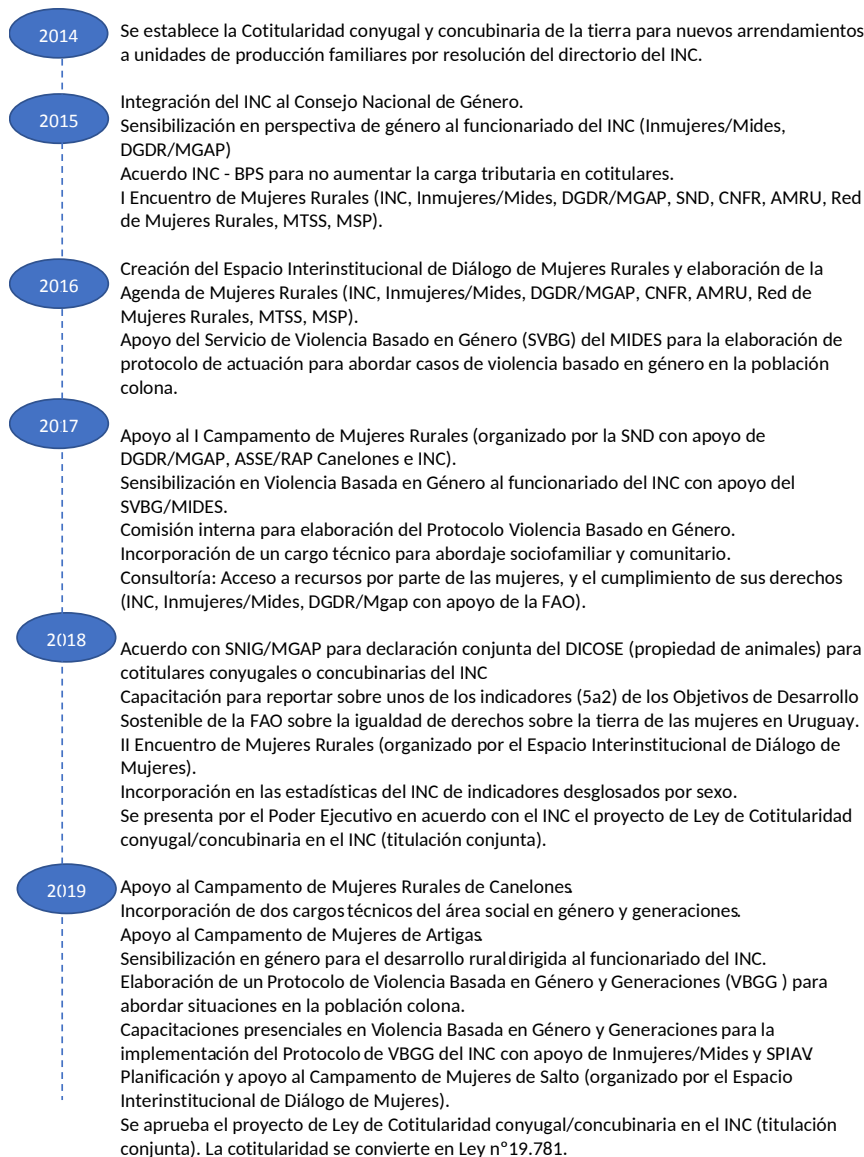 2014
Se establece la Cotitularidad conyugal y concubinaria de la tierra para nuevos arrendamientos
a unidades de producción familiares por resolución del directorio del INC.
2015
Integración del INC al Consejo Nacional de Género.
Sensibilización en perspectiva de género al funcionariado del INC (Inmujeres/Mides,
DGDR/MGAP)
Acuerdo INC - BPS para no aumentar la carga tributaria en cotitulares.
I Encuentro de Mujeres Rurales (INC, Inmujeres/Mides, DGDR/MGAP, SND, CNFR, AMRU, Red
de Mujeres Rurales, MTSS, MSP).
2016
Creación del Espacio Interinstitucional de Diálogo de Mujeres Rurales y elaboración de la
Agenda de Mujeres Rurales (INC, Inmujeres/Mides, DGDR/MGAP, CNFR, AMRU, Red de
Mujeres Rurales, MTSS, MSP).
Apoyo del Servicio de Violencia Basado en Género (SVBG) del MIDES para la elaboración de
protocolo de actuación para abordar casos de violencia basado en género en la población
colona.
2017
Apoyo al I Campamento de Mujeres Rurales (organizado por la SND con apoyo de
DGDR/MGAP, ASSE/RAP Canelones e INC).
Sensibilización en Violencia Basada en Género al funcionariado del INC con apoyo del
SVBG/MIDES.
Comisión interna para elaboración del Protocolo Violencia Basado en Género.
Incorporación de un cargo técnico para abordaje sociofamiliar y comunitario.
Consultoría: Acceso a recursos por parte de las mujeres, y el cumplimiento de sus derechos
(INC, Inmujeres/Mides, DGDR/Mgap con apoyo de la FAO).
2018
Acuerdo con SNIG/MGAP para declaración conjunta del DICOSE (propiedad de animales) para
cotitulares conyugales o concubinarias del INC
Capacitación para reportar sobre unos de los indicadores (5a2) de los Objetivos de Desarrollo
Sostenible de la FAO sobre la igualdad de derechos sobre la tierra de las mujeres en Uruguay.
II Encuentro de Mujeres Rurales (organizado por el Espacio Interinstitucional de Diálogo de
Mujeres).
Incorporación en las estadísticas del INC de indicadores desglosados por sexo.
Se presenta por el Poder Ejecutivo en acuerdo con el INC el proyecto de Ley de Cotitularidad
conyugal/concubinaria en el INC (titulación conjunta).
2019
Apoyo al Campamento de Mujeres Rurales de Canelones.
Incorporación de dos cargos técnicos del área social en género y generaciones.
Apoyo al Campamento de Mujeres de Artigas.
Sensibilización en género para el desarrollo rural dirigida al funcionariado del INC.
Elaboración de un Protocolo de Violencia Basada en Género y Generaciones (VBGG ) para
abordar situaciones en la población colona.
Capacitaciones presenciales en Violencia Basada en Género y Generaciones para la
implementación del Protocolo de VBGG del INC con apoyo de Inmujeres/Mides y SPIAV.
Planificación y apoyo al Campamento de Mujeres de Salto (organizado por el Espacio
Interinstitucional de Diálogo de Mujeres).
Se aprueba el proyecto de Ley de Cotitularidad conyugal/concubinaria en el INC (titulación
conjunta). La cotitularidad se convierte en Ley n°19.781.